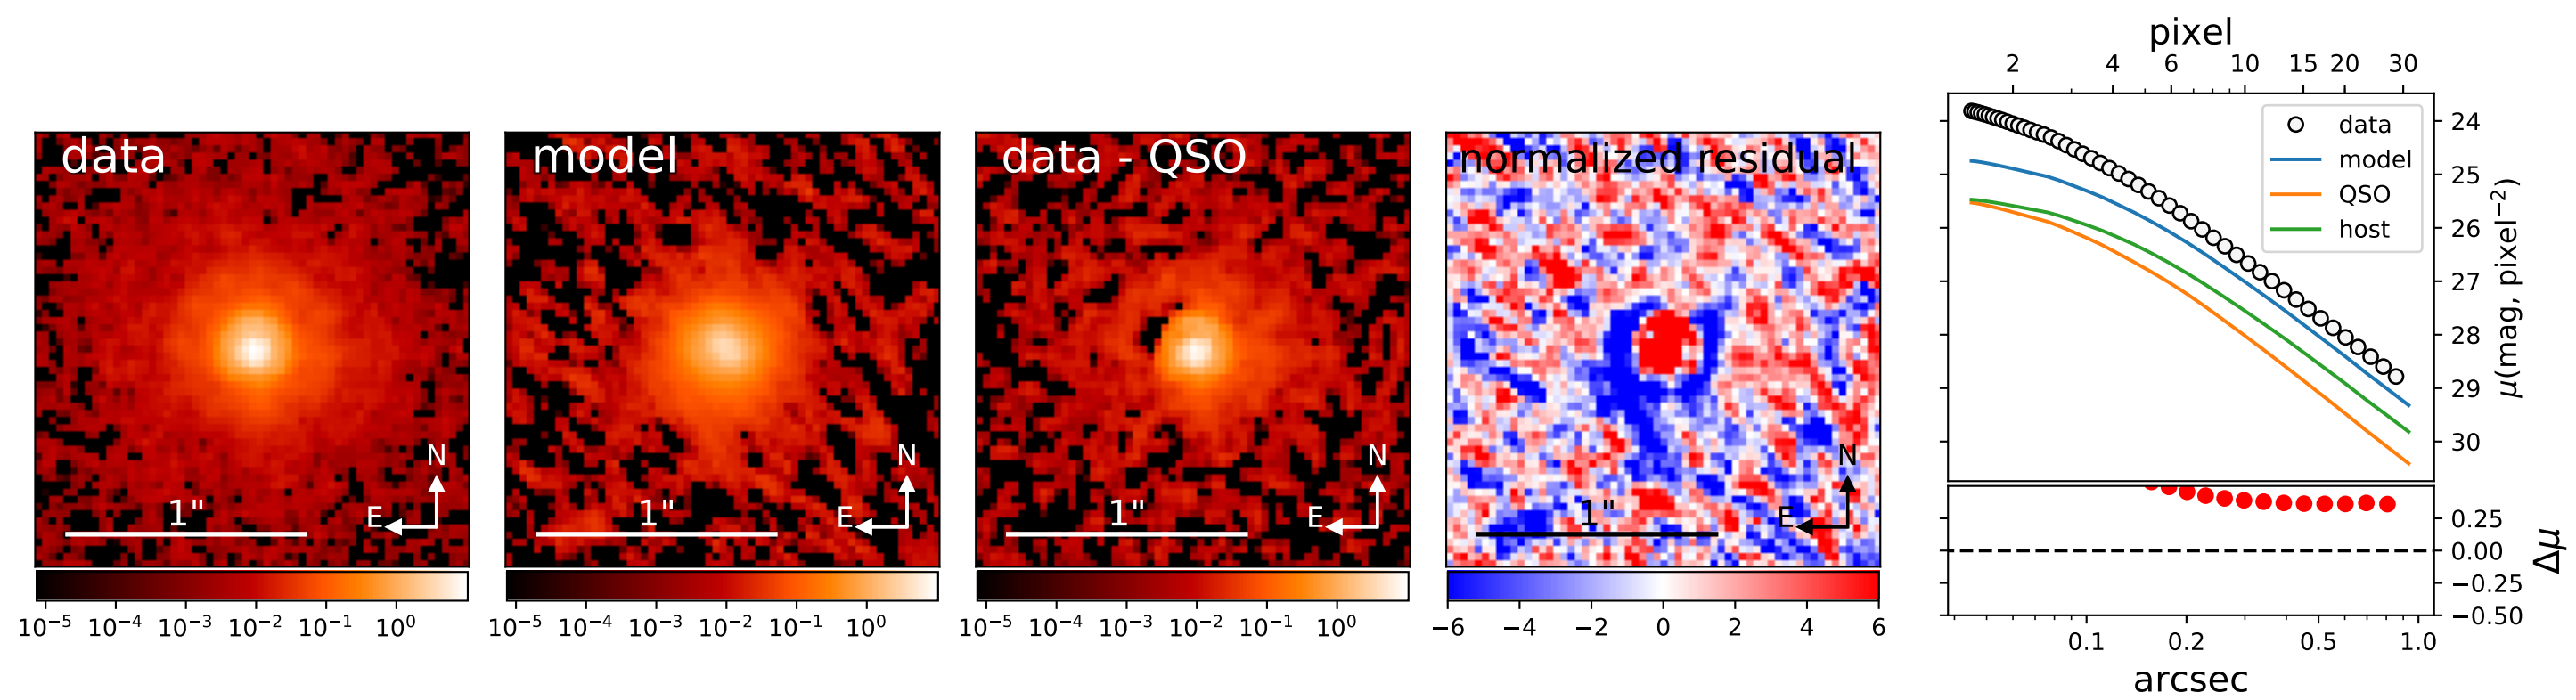 data
1"
N
E
10⁻⁵ 10⁻⁴ 10⁻³ 10⁻² 10⁻¹ 10⁰
model
1"
N
E
10⁻⁵ 10⁻⁴ 10⁻³ 10⁻² 10⁻¹ 10⁰
data - QSO
1"
N
E
10⁻⁵ 10⁻⁴ 10⁻³ 10⁻² 10⁻¹ 10⁰
normalized residual
1"
N
E
−6 −4 −2 0 2 4 6
pixel
2 4 6 10 15 20 30
data
model
QSO
host
24
25
26
27
28
29
30
μ(mag, pixel⁻²)
0.25
0.00
−0.25
−0.50
Δμ
0.1 0.2 0.5 1.0
arcsec